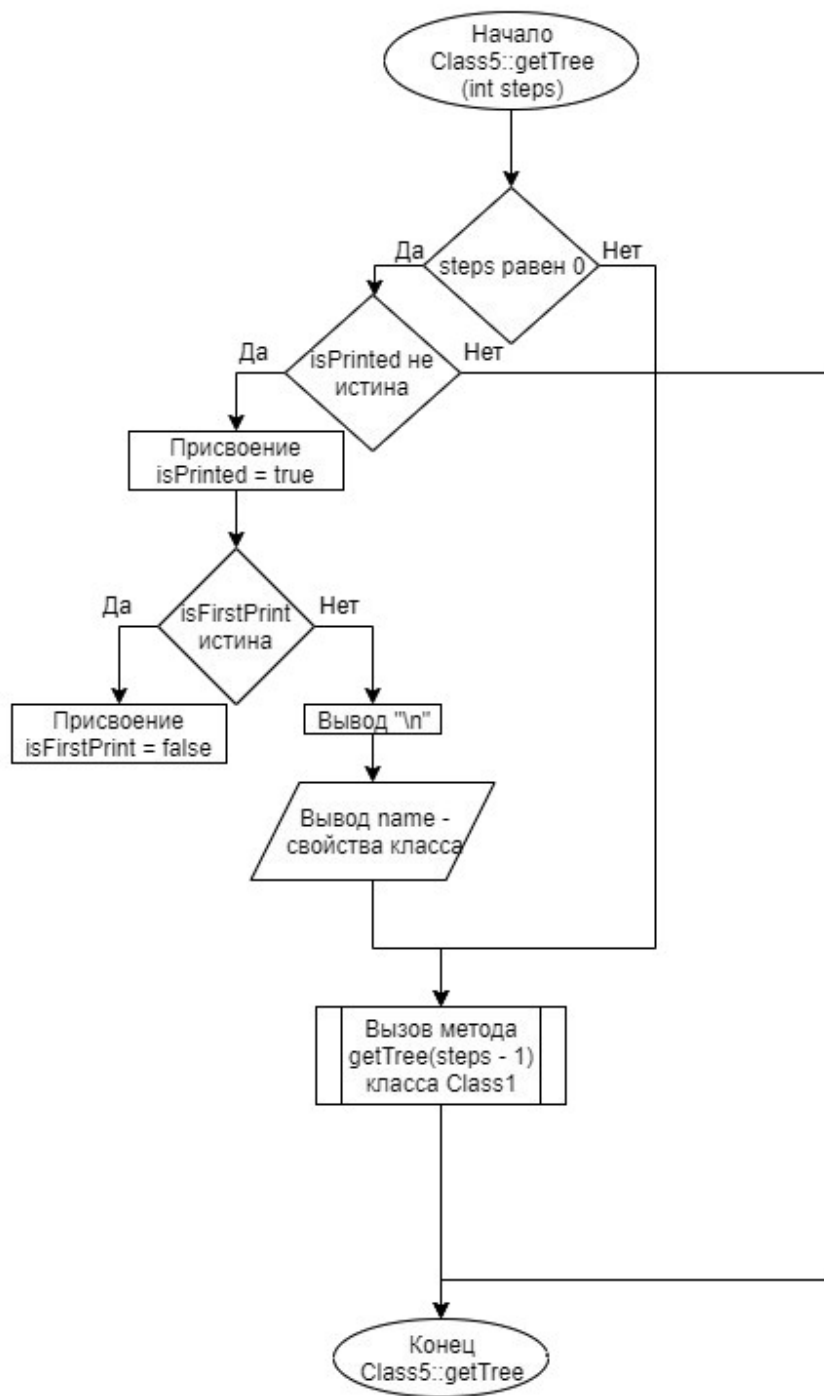 Начало
Class5::getTree
(int steps)
Да
Нет
steps равен 0
Да
isPrinted не
истина
Нет
Присвоение
isPrinted = true
Да
isFirstPrint
истина
Нет
Присвоение
isFirstPrint = false
Вывод "\n"
Вывод name -
свойства класса
Вызов метода
getTree(steps - 1)
класса Class1
Конец
Class5::getTree